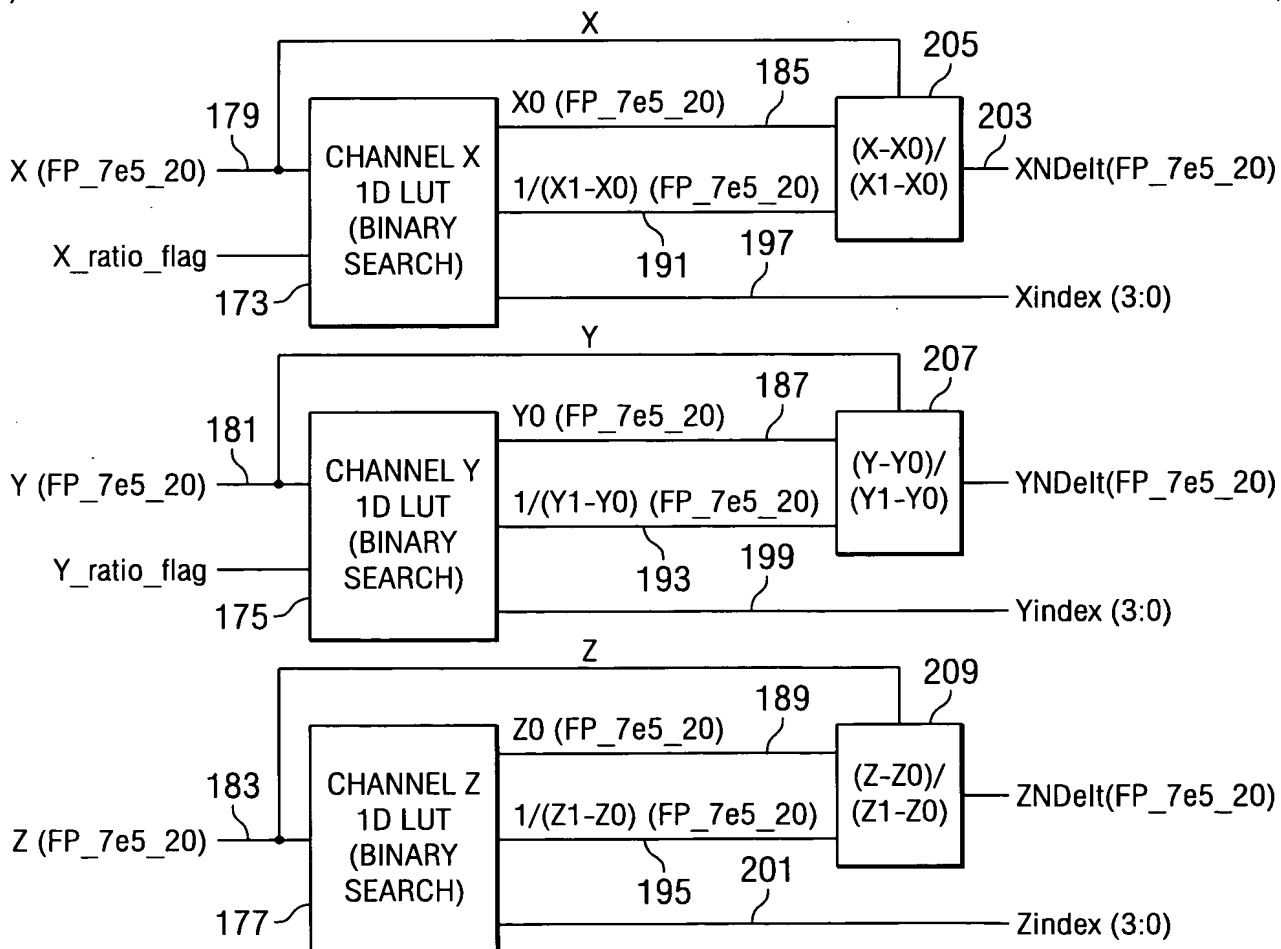 X
205
185
X0 (FP_7e5_20)
179
203
CHANNEL X
1D LUT
(BINARY
SEARCH)
(X-X0)/
(X1-X0)
X (FP_7e5_20)
XNDelt(FP_7e5_20)
1/(X1-X0) (FP_7e5_20)
X_ratio_flag
191
197
173
Xindex (3:0)
Y
207
187
Y0 (FP_7e5_20)
181
CHANNEL Y
1D LUT
(BINARY
SEARCH)
(Y-Y0)/
(Y1-Y0)
Y (FP_7e5_20)
YNDelt(FP_7e5_20)
1/(Y1-Y0) (FP_7e5_20)
Y_ratio_flag
193
199
175
Yindex (3:0)
Z
209
189
Z0 (FP_7e5_20)
183
CHANNEL Z
1D LUT
(BINARY
SEARCH)
(Z-Z0)/
(Z1-Z0)
Z (FP_7e5_20)
ZNDelt(FP_7e5_20)
1/(Z1-Z0) (FP_7e5_20)
195
201
177
Zindex (3:0)